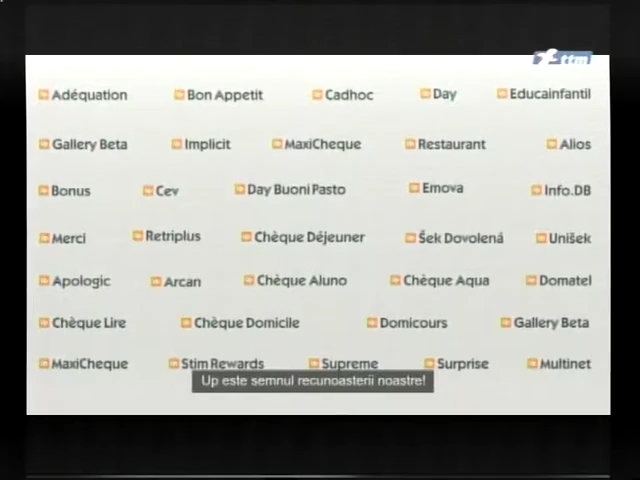 ttm
Adéquation Bon Appetit Cadhoc Day Educainfantil
Gallery Beta Implicit MaxiCheque Restaurant Alios
Bonus Cev Day Buoni Pasto Emova Info.DB
Merci Retriplus Chèque Déjeuner Šek Dovolená Unišek
Apologic Arcan Chèque Aluno Chèque Aqua Domatel
Chèque Lire Chèque Domicile Domicours Gallery Beta
MaxiCheque Stim Rewards Supreme Surprise Multinet
Up este semnul recunoasterii noastre!